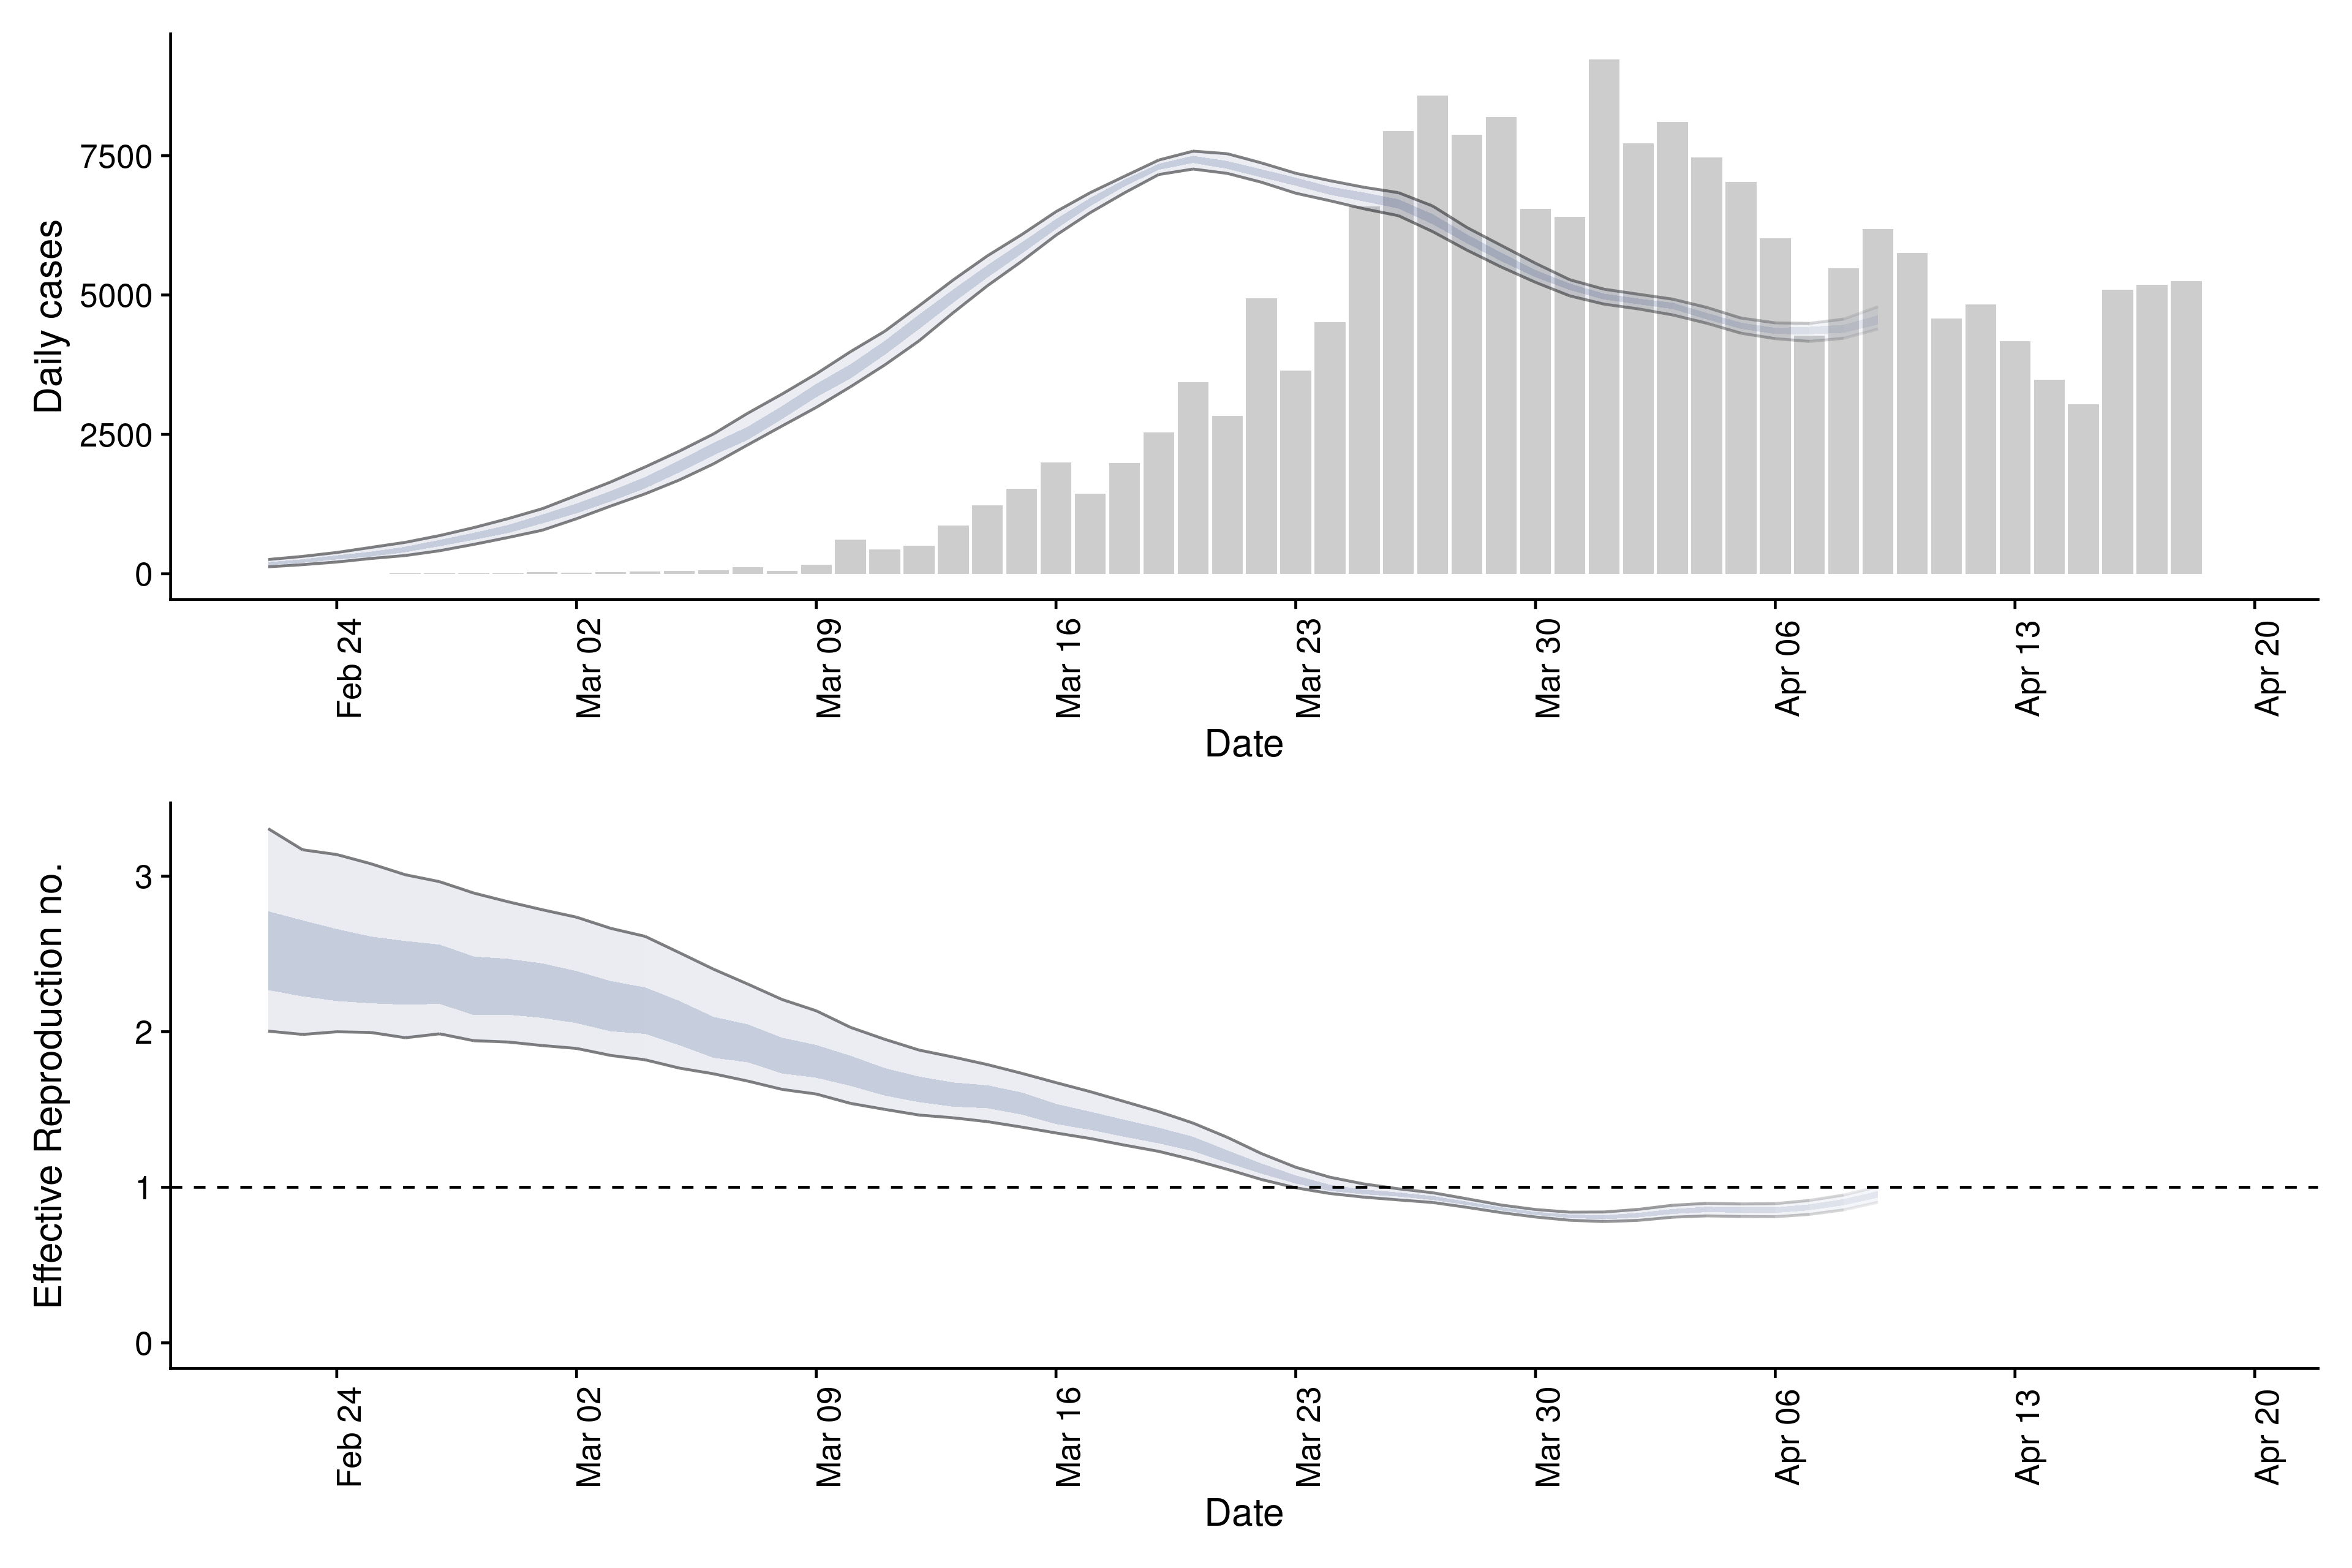 Daily cases
7500
5000
2500
0
Feb 24
Mar 02
Mar 09
Mar 16
Mar 23
Mar 30
Apr 06
Apr 13
Apr 20
Date
Effective Reproduction no.
3
2
1
0
Feb 24
Mar 02
Mar 09
Mar 16
Mar 23
Mar 30
Apr 06
Apr 13
Apr 20
Date